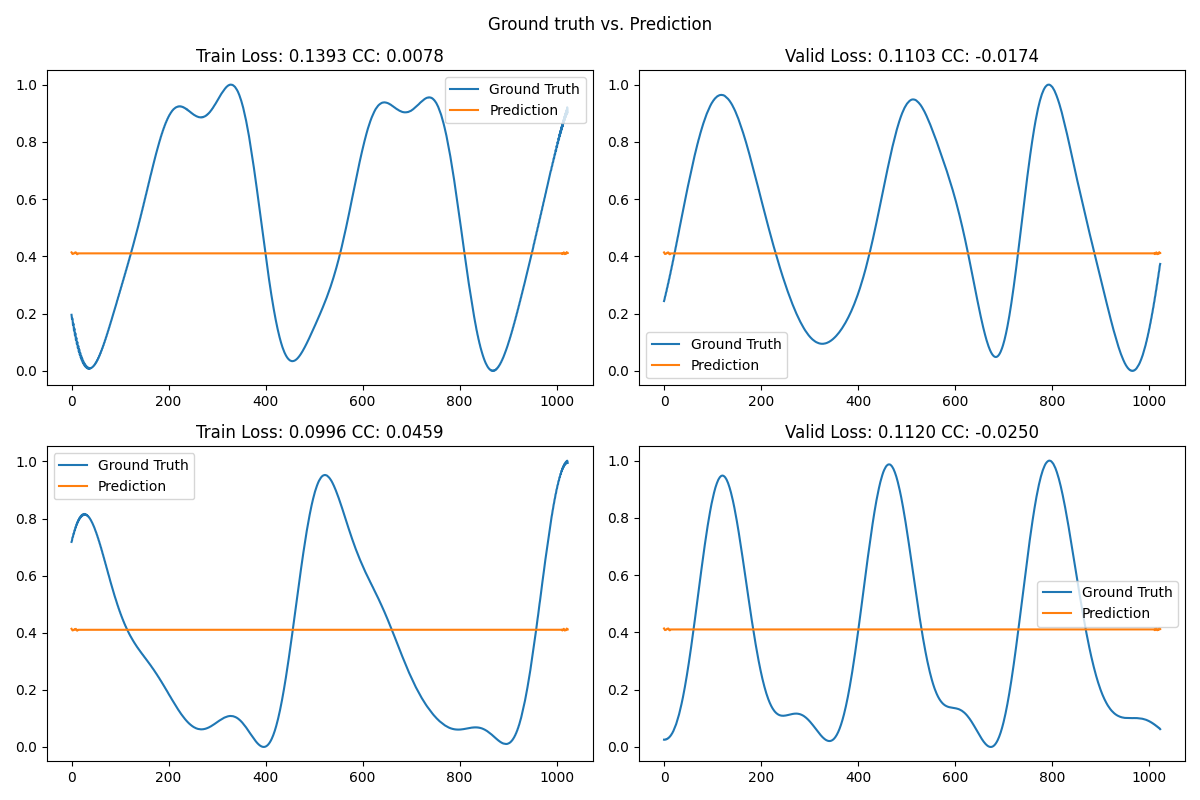 Ground truth vs. Prediction
Train Loss: 0.1393 CC: 0.0078
1.0
0.8
0.6
0.4
0.2
0.0
0 200 400 600 800 1000
Ground Truth
Prediction
Valid Loss: 0.1103 CC: -0.0174
1.0
0.8
0.6
0.4
0.2
0.0
0 200 400 600 800 1000
Ground Truth
Prediction
Train Loss: 0.0996 CC: 0.0459
1.0
0.8
0.6
0.4
0.2
0.0
0 200 400 600 800 1000
Ground Truth
Prediction
Valid Loss: 0.1120 CC: -0.0250
1.0
0.8
0.6
0.4
0.2
0.0
0 200 400 600 800 1000
Ground Truth
Prediction